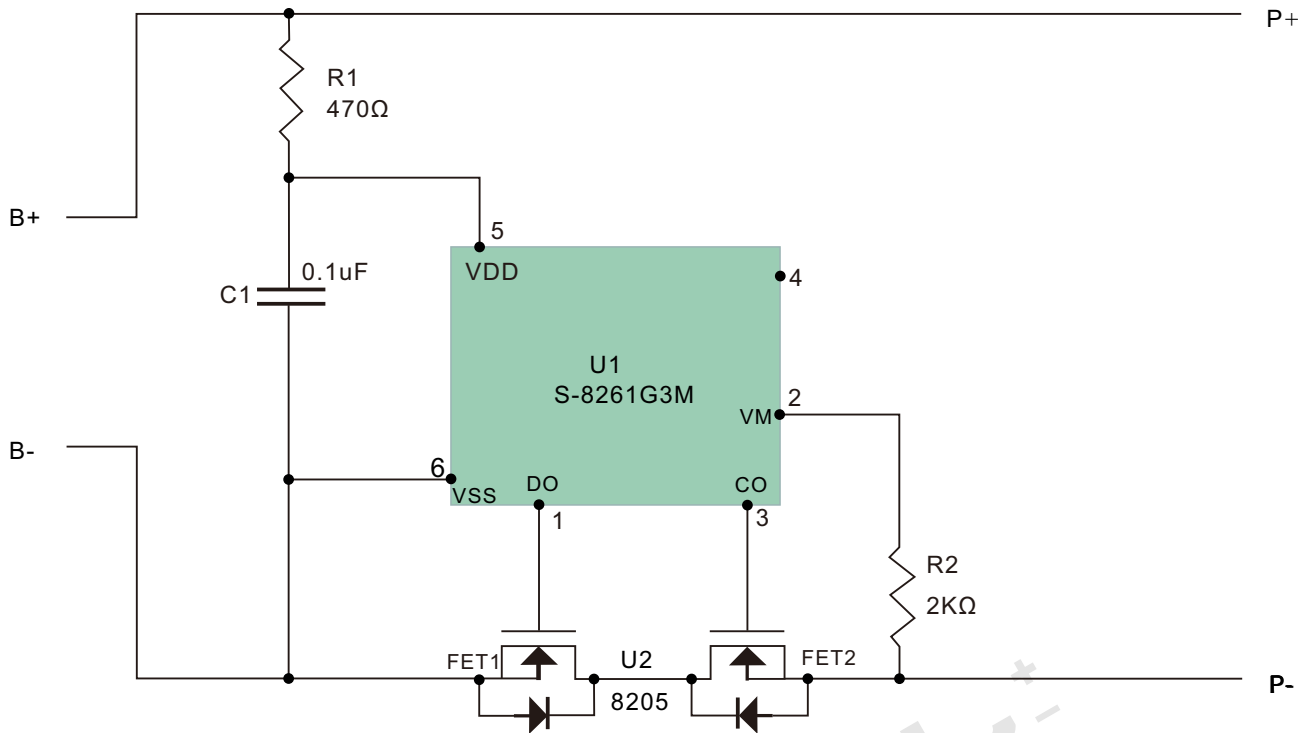 P+
R1
470Ω
B+
5
VDD
4
0.1uF
C1
U1
S-8261G3M
2
VM
B-
6
VSS
DO
CO
1
3
R2
2KΩ
FET1
U2
FET2
8205
P-